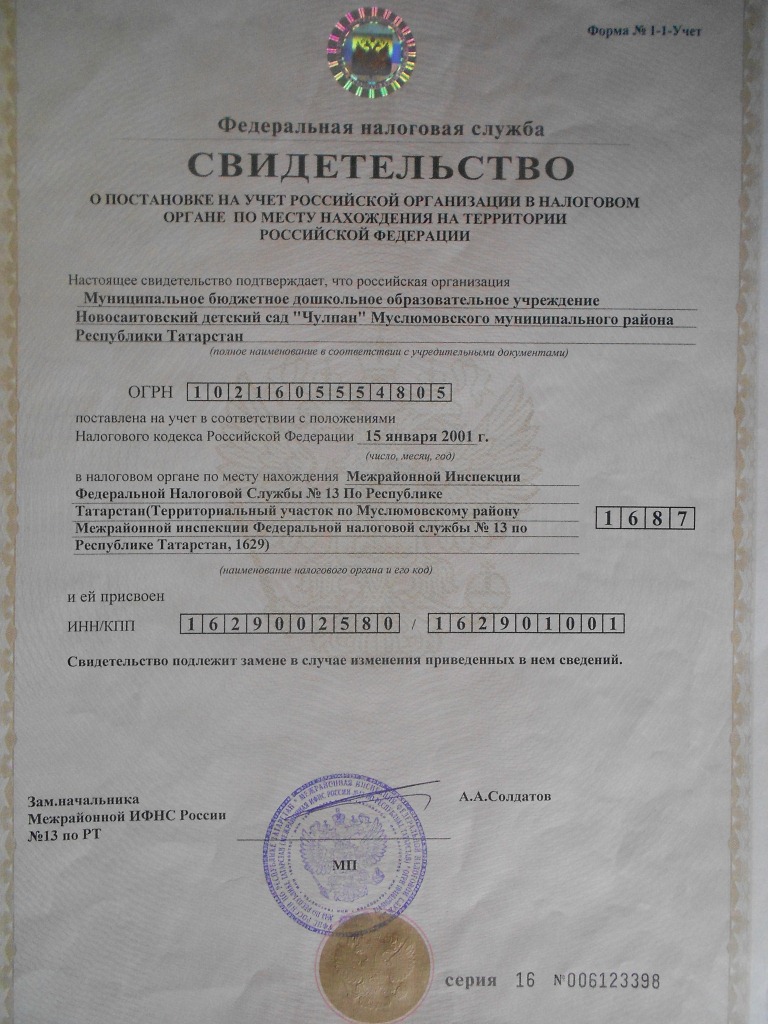 Форма № 1-1-Учет
Федеральная налоговая служба
СВИДЕТЕЛЬСТВО
О ПОСТАНОВКЕ НА УЧЕТ РОССИЙСКОЙ ОРГАНИЗАЦИИ В НАЛОГОВОМ
ОРГАНЕ ПО МЕСТУ НАХОЖДЕНИЯ НА ТЕРРИТОРИИ
РОССИЙСКОЙ ФЕДЕРАЦИИ
Настоящее свидетельство подтверждает, что российская организация
Муниципальное бюджетное дошкольное образовательное учреждение
Новосаитовский детский сад "Чулпан" Муслюмовского муниципального района
Республики Татарстан
(полное наименование в соответствии с учредительными документами)
ОГРН 1021605554805
поставлена на учет в соответствии с положениями
Налогового кодекса Российской Федерации 15 января 2001 г.
(число, месяц, год)
в налоговом органе по месту нахождения Межрайонной Инспекции
Федеральной Налоговой Службы № 13 По Республике
Татарстан(Территориальный участок по Муслюмовскому району
Межрайонной инспекции Федеральной налоговой службы № 13 по
Республике Татарстан, 1629)
1687
(наименование налогового органа и его код)
и ей присвоен
ИНН/КПП 1629002580 / 162901001
Свидетельство подлежит замене в случае изменения приведенных в нем сведений.
Зам.начальника
Межрайонной ИФНС России
№13 по РТ
А.А.Солдатов
МП
серия 16 №006123398